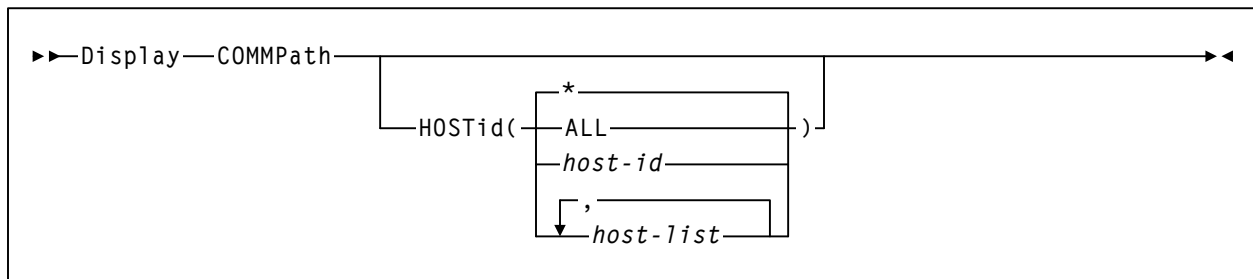 Display COMMPath
*
HOSTid( ALL )
host-id
,
host-list